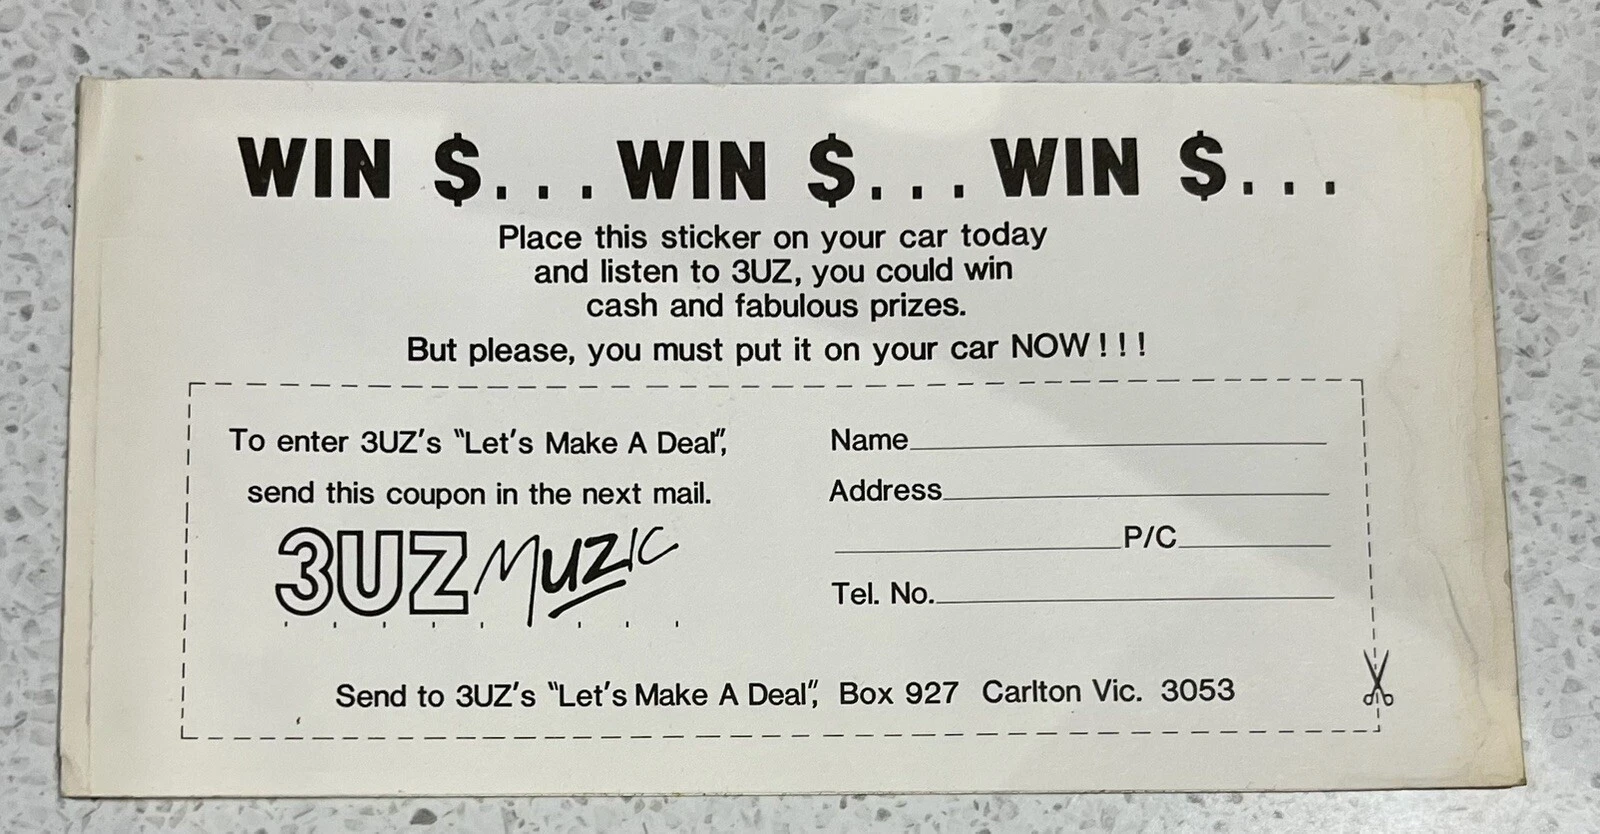 WIN $... WIN $... WIN $...
Place this sticker on your car today
and listen to 3UZ, you could win
cash and fabulous prizes.
But please, you must put it on your car NOW!!!
To enter 3UZ's "Let's Make A Deal",
send this coupon in the next mail.
3UZ MUZIC
Name
Address
P/C
Tel. No.
Send to 3UZ's "Let's Make A Deal", Box 927 Carlton Vic. 3053